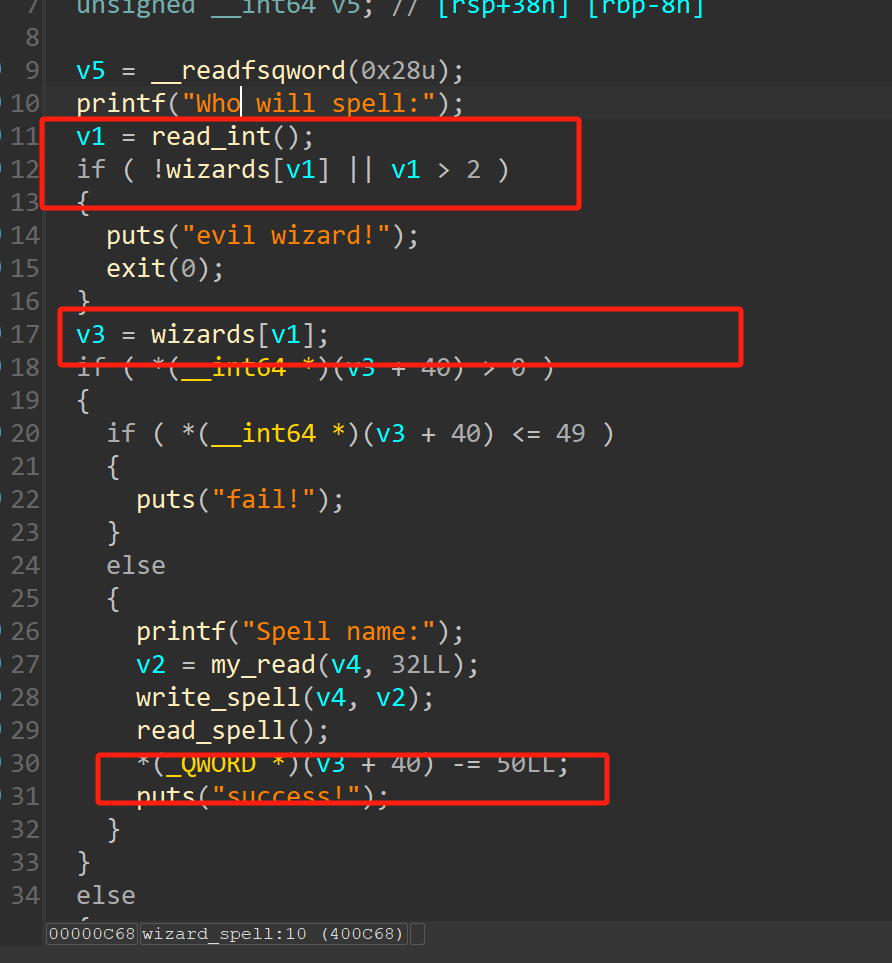 7 unsigned __int64 v5; // [rsp+38h] [rbp-8h]
8
9 v5 = __readfsqword(0x28u);
10 printf("Who will spell:");
11 v1 = read_int();
12 if ( !wizards[v1] || v1 > 2 )
13 {
14 puts("evil wizard!");
15 exit(0);
16 }
17 v3 = wizards[v1];
18 if ( *(__int64 *)(v3 + 40) > 0 )
19 {
20 if ( *(__int64 *)(v3 + 40) <= 49 )
21 {
22 puts("fail!");
23 }
24 else
25 {
26 printf("Spell name:");
27 v2 = my_read(v4, 32LL);
28 write_spell(v4, v2);
29 read_spell();
30 *(_QWORD *)(v3 + 40) -= 50LL;
31 puts("success!");
32 }
33 }
34 else
{
00000C68 wizard_spell:10 (400C68)